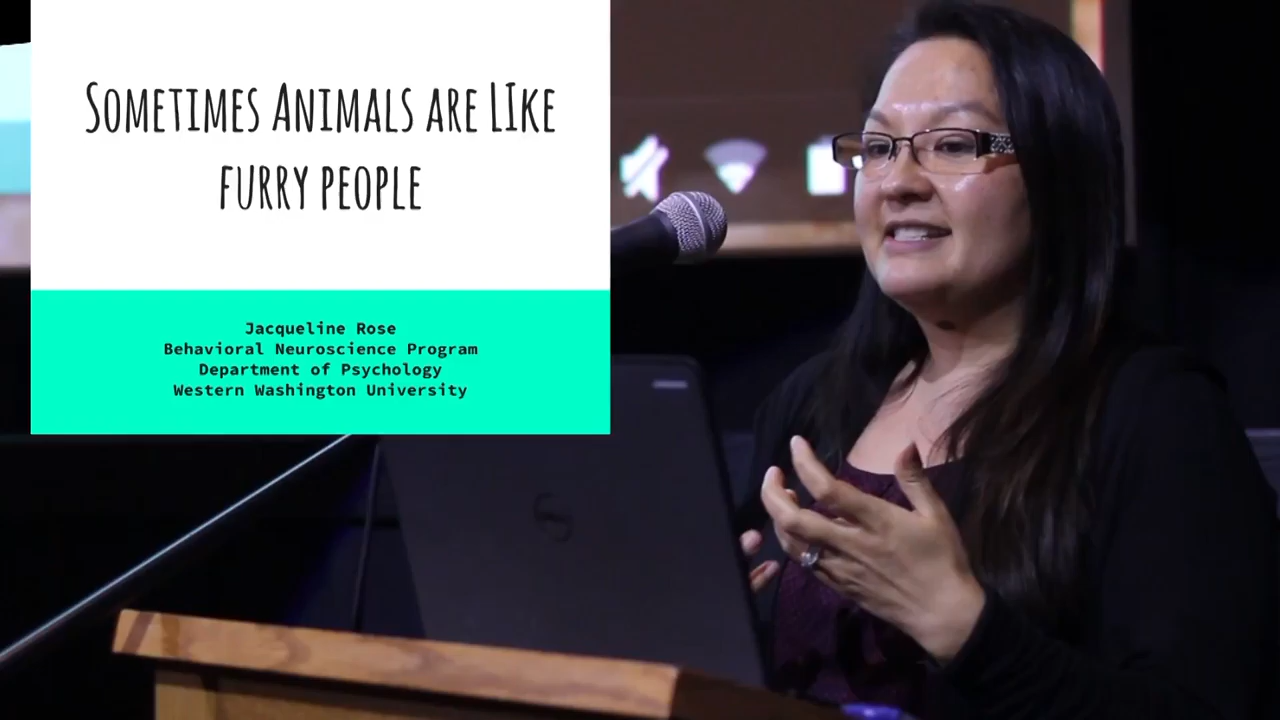 SOMETIMES ANIMALS ARE LIKE
FURRY PEOPLE
Jacqueline Rose
Behavioral Neuroscience Program
Department of Psychology
Western Washington University